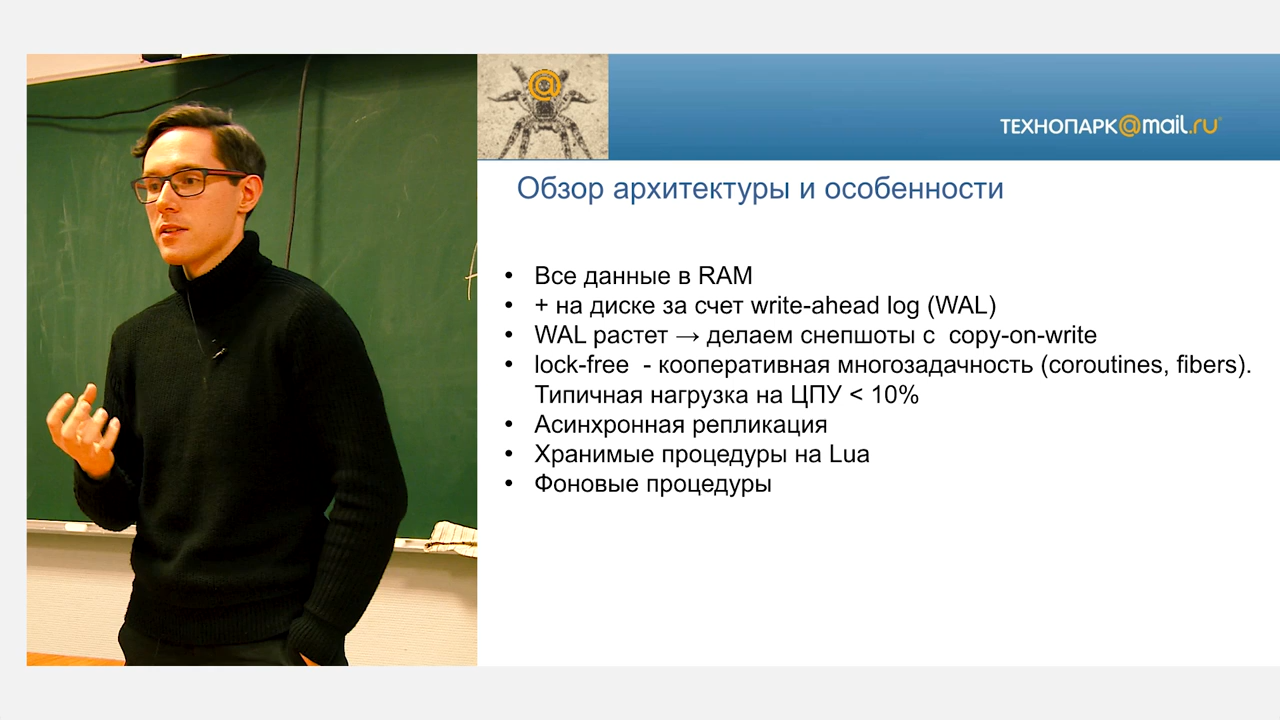 @
ТЕХНОПАРК@mail.ru
Обзор архитектуры и особенности
• Все данные в RAM
• + на диске за счет write-ahead log (WAL)
• WAL растет → делаем снепшоты с copy-on-write
• lock-free - кооперативная многозадачность (coroutines, fibers).
Типичная нагрузка на ЦПУ < 10%
• Асинхронная репликация
• Хранимые процедуры на Lua
• Фоновые процедуры